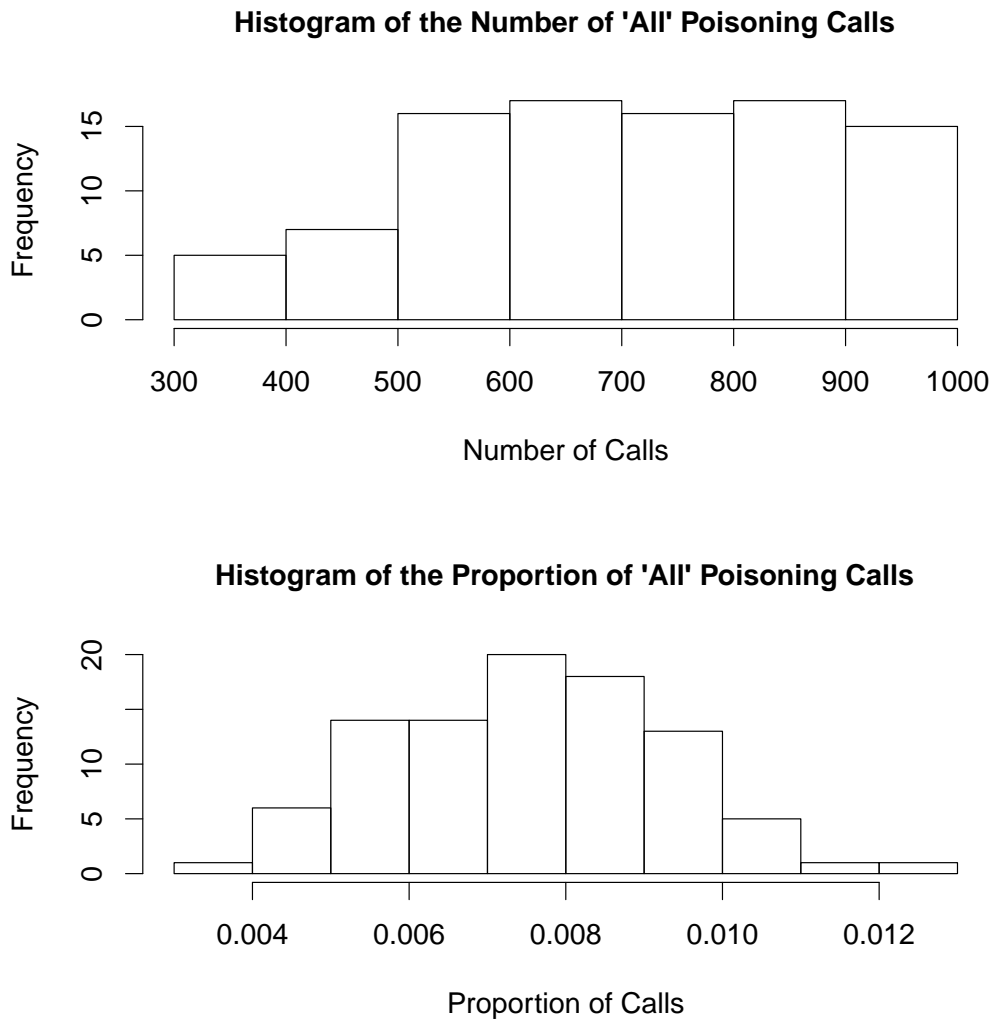 Histogram of the Number of 'All' Poisoning Calls
Frequency
15
10
5
0
300 400 500 600 700 800 900 1000
Number of Calls
Histogram of the Proportion of 'All' Poisoning Calls
Frequency
20
10
5
0
0.004 0.006 0.008 0.010 0.012
Proportion of Calls